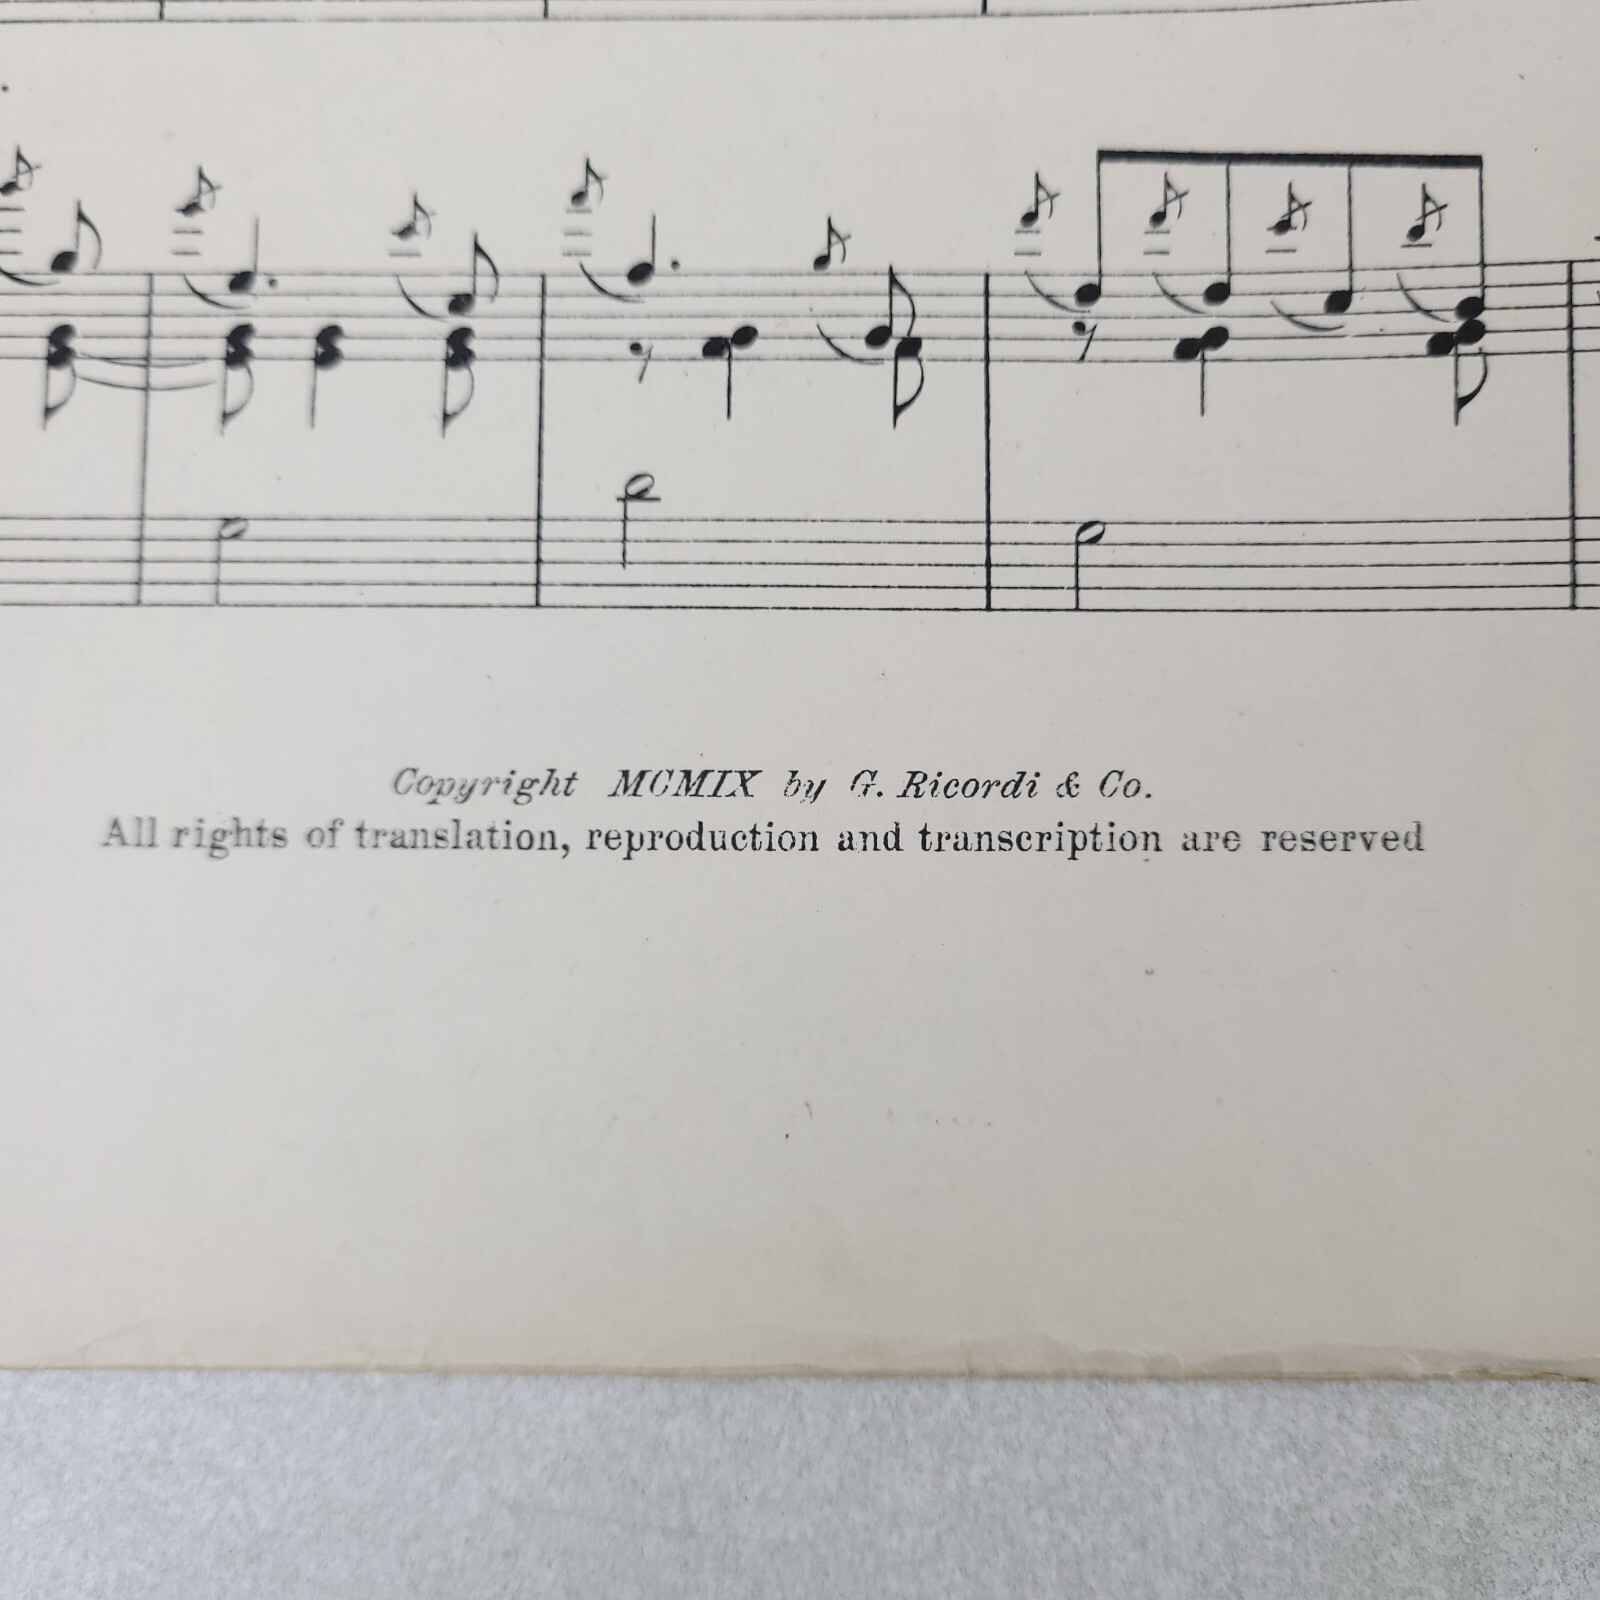 Copyright MCMIX by G. Ricordi & Co.
All rights of translation, reproduction and transcription are reserved